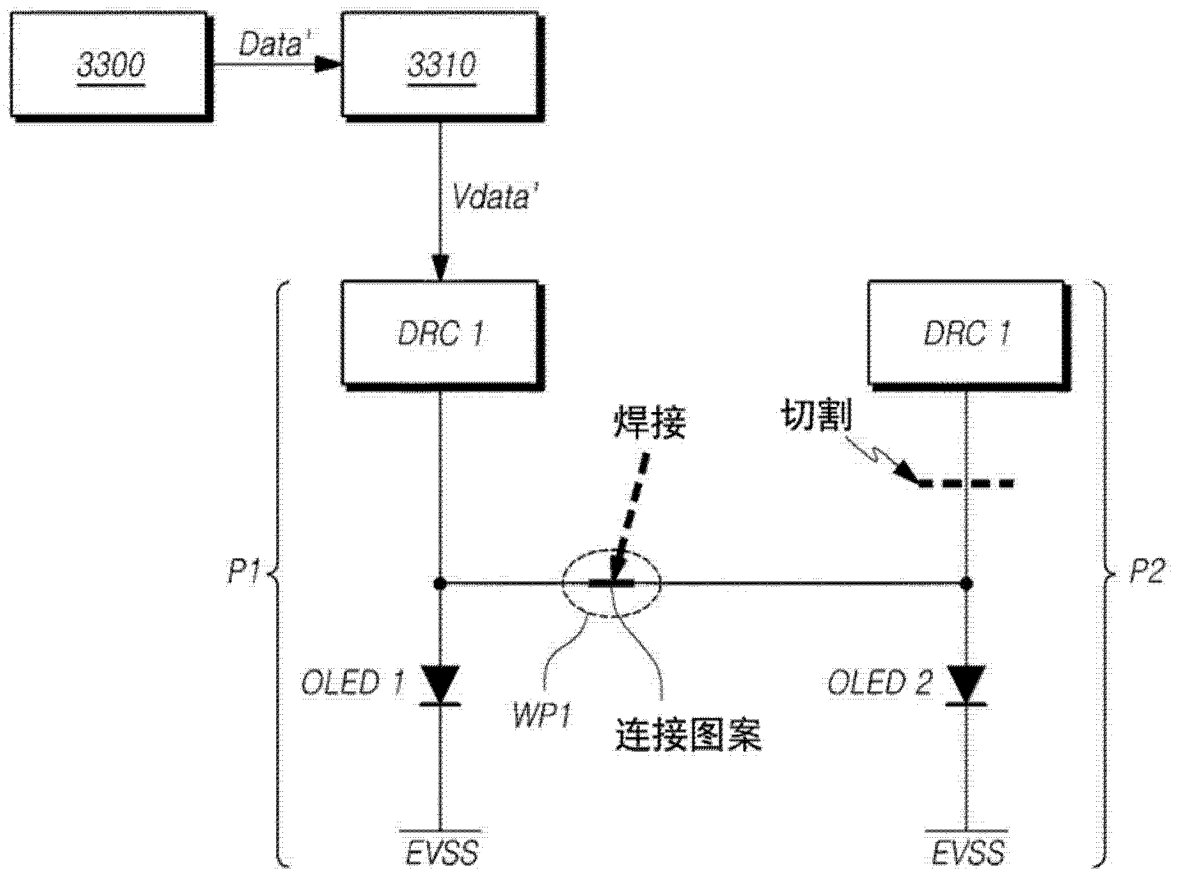 3300
Data'
3310
Vdata'
DRC 1
DRC 1
焊接
切割
P1
P2
OLED 1
WP1
连接图案
OLED 2
EVSS
EVSS